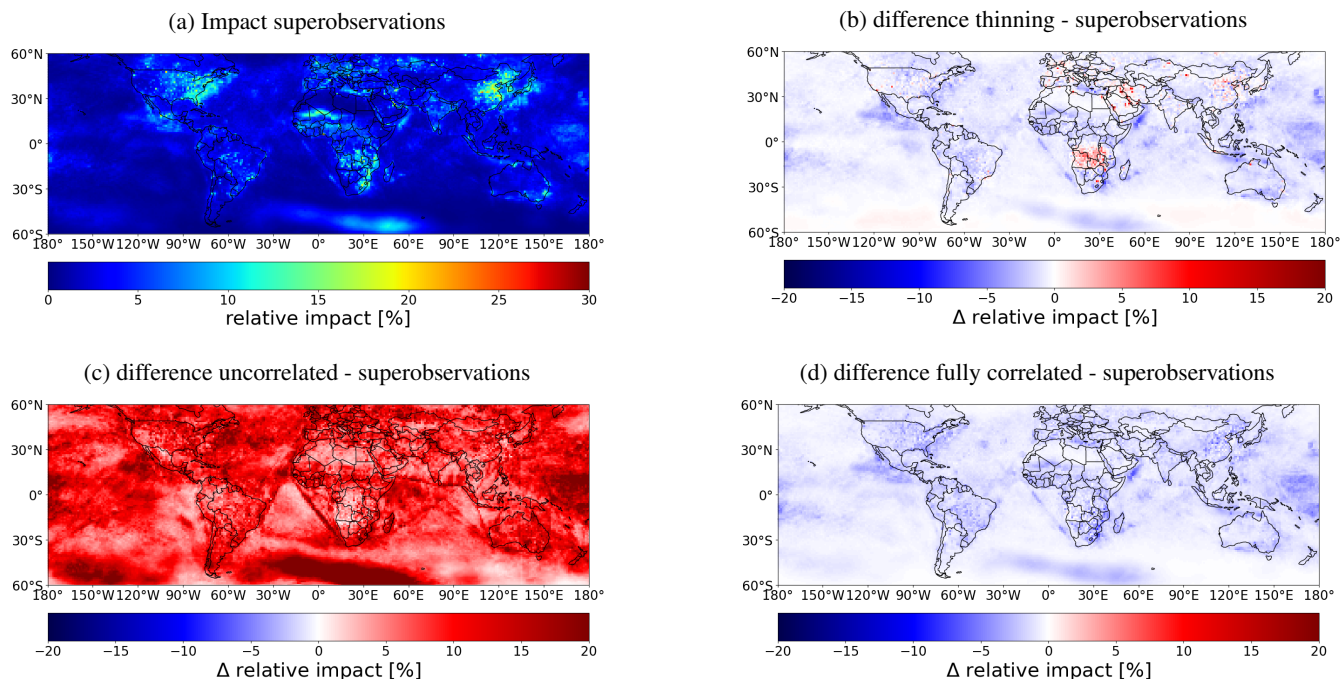 (a) Impact superobservations
60°N
30°N
0°
30°S
60°S
180° 150°W 120°W 90°W 60°W 30°W 0° 30°E 60°E 90°E 120°E 150°E 180°
0 5 10 15 20 25 30
relative impact [%]
(b) difference thinning - superobservations
60°N
30°N
0°
30°S
60°S
180° 150°W 120°W 90°W 60°W 30°W 0° 30°E 60°E 90°E 120°E 150°E 180°
−20 −15 −10 −5 0 5 10 15 20
Δ relative impact [%]
(c) difference uncorrelated - superobservations
60°N
30°N
0°
30°S
60°S
180° 150°W 120°W 90°W 60°W 30°W 0° 30°E 60°E 90°E 120°E 150°E 180°
−20 −15 −10 −5 0 5 10 15 20
Δ relative impact [%]
(d) difference fully correlated - superobservations
60°N
30°N
0°
30°S
60°S
180° 150°W 120°W 90°W 60°W 30°W 0° 30°E 60°E 90°E 120°E 150°E 180°
−20 −15 −10 −5 0 5 10 15 20
Δ relative impact [%]